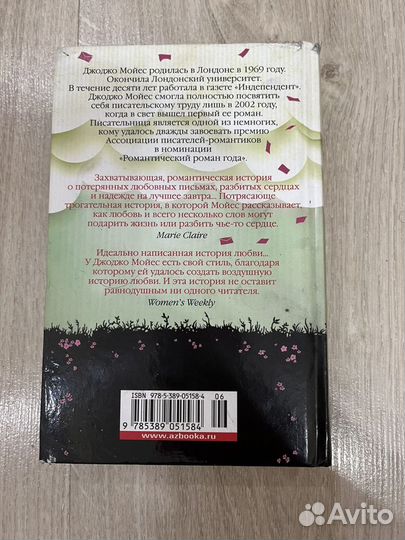 Джоджо Мойес родилась в Лондоне в 1969 году.
Окончила Лондонский университет.
В течение десяти лет работала в газете «Индепендент».
Джоджо Мойес смогла полностью посвятить
себя писательскому труду лишь в 2002 году,
когда в свет вышел первый ее роман.
Писательница является одной из немногих,
кому удалось дважды завоевать премию
Ассоциации писателей-романтиков
в номинации
«Романтический роман года».
Захватывающая, романтическая история
о потерянных любовных письмах, разбитых сердцах
и надежде на лучшее завтра... Потрясающе
трогательная история, в которой Мойес рассказывает,
как любовь и всего несколько слов могут
подарить жизнь или разбить чье-то сердце.
Marie Claire
Идеально написанная история любви...
У Джоджо Мойес есть свой стиль, благодаря
которому ей удалось создать воздушную
историю любви. И эта история не оставит
равнодушным ни одного читателя.
Women's Weekly
ISBN 978-5-389-05158-4
06
9 785389 051584
www.azbooka.ru
Avito